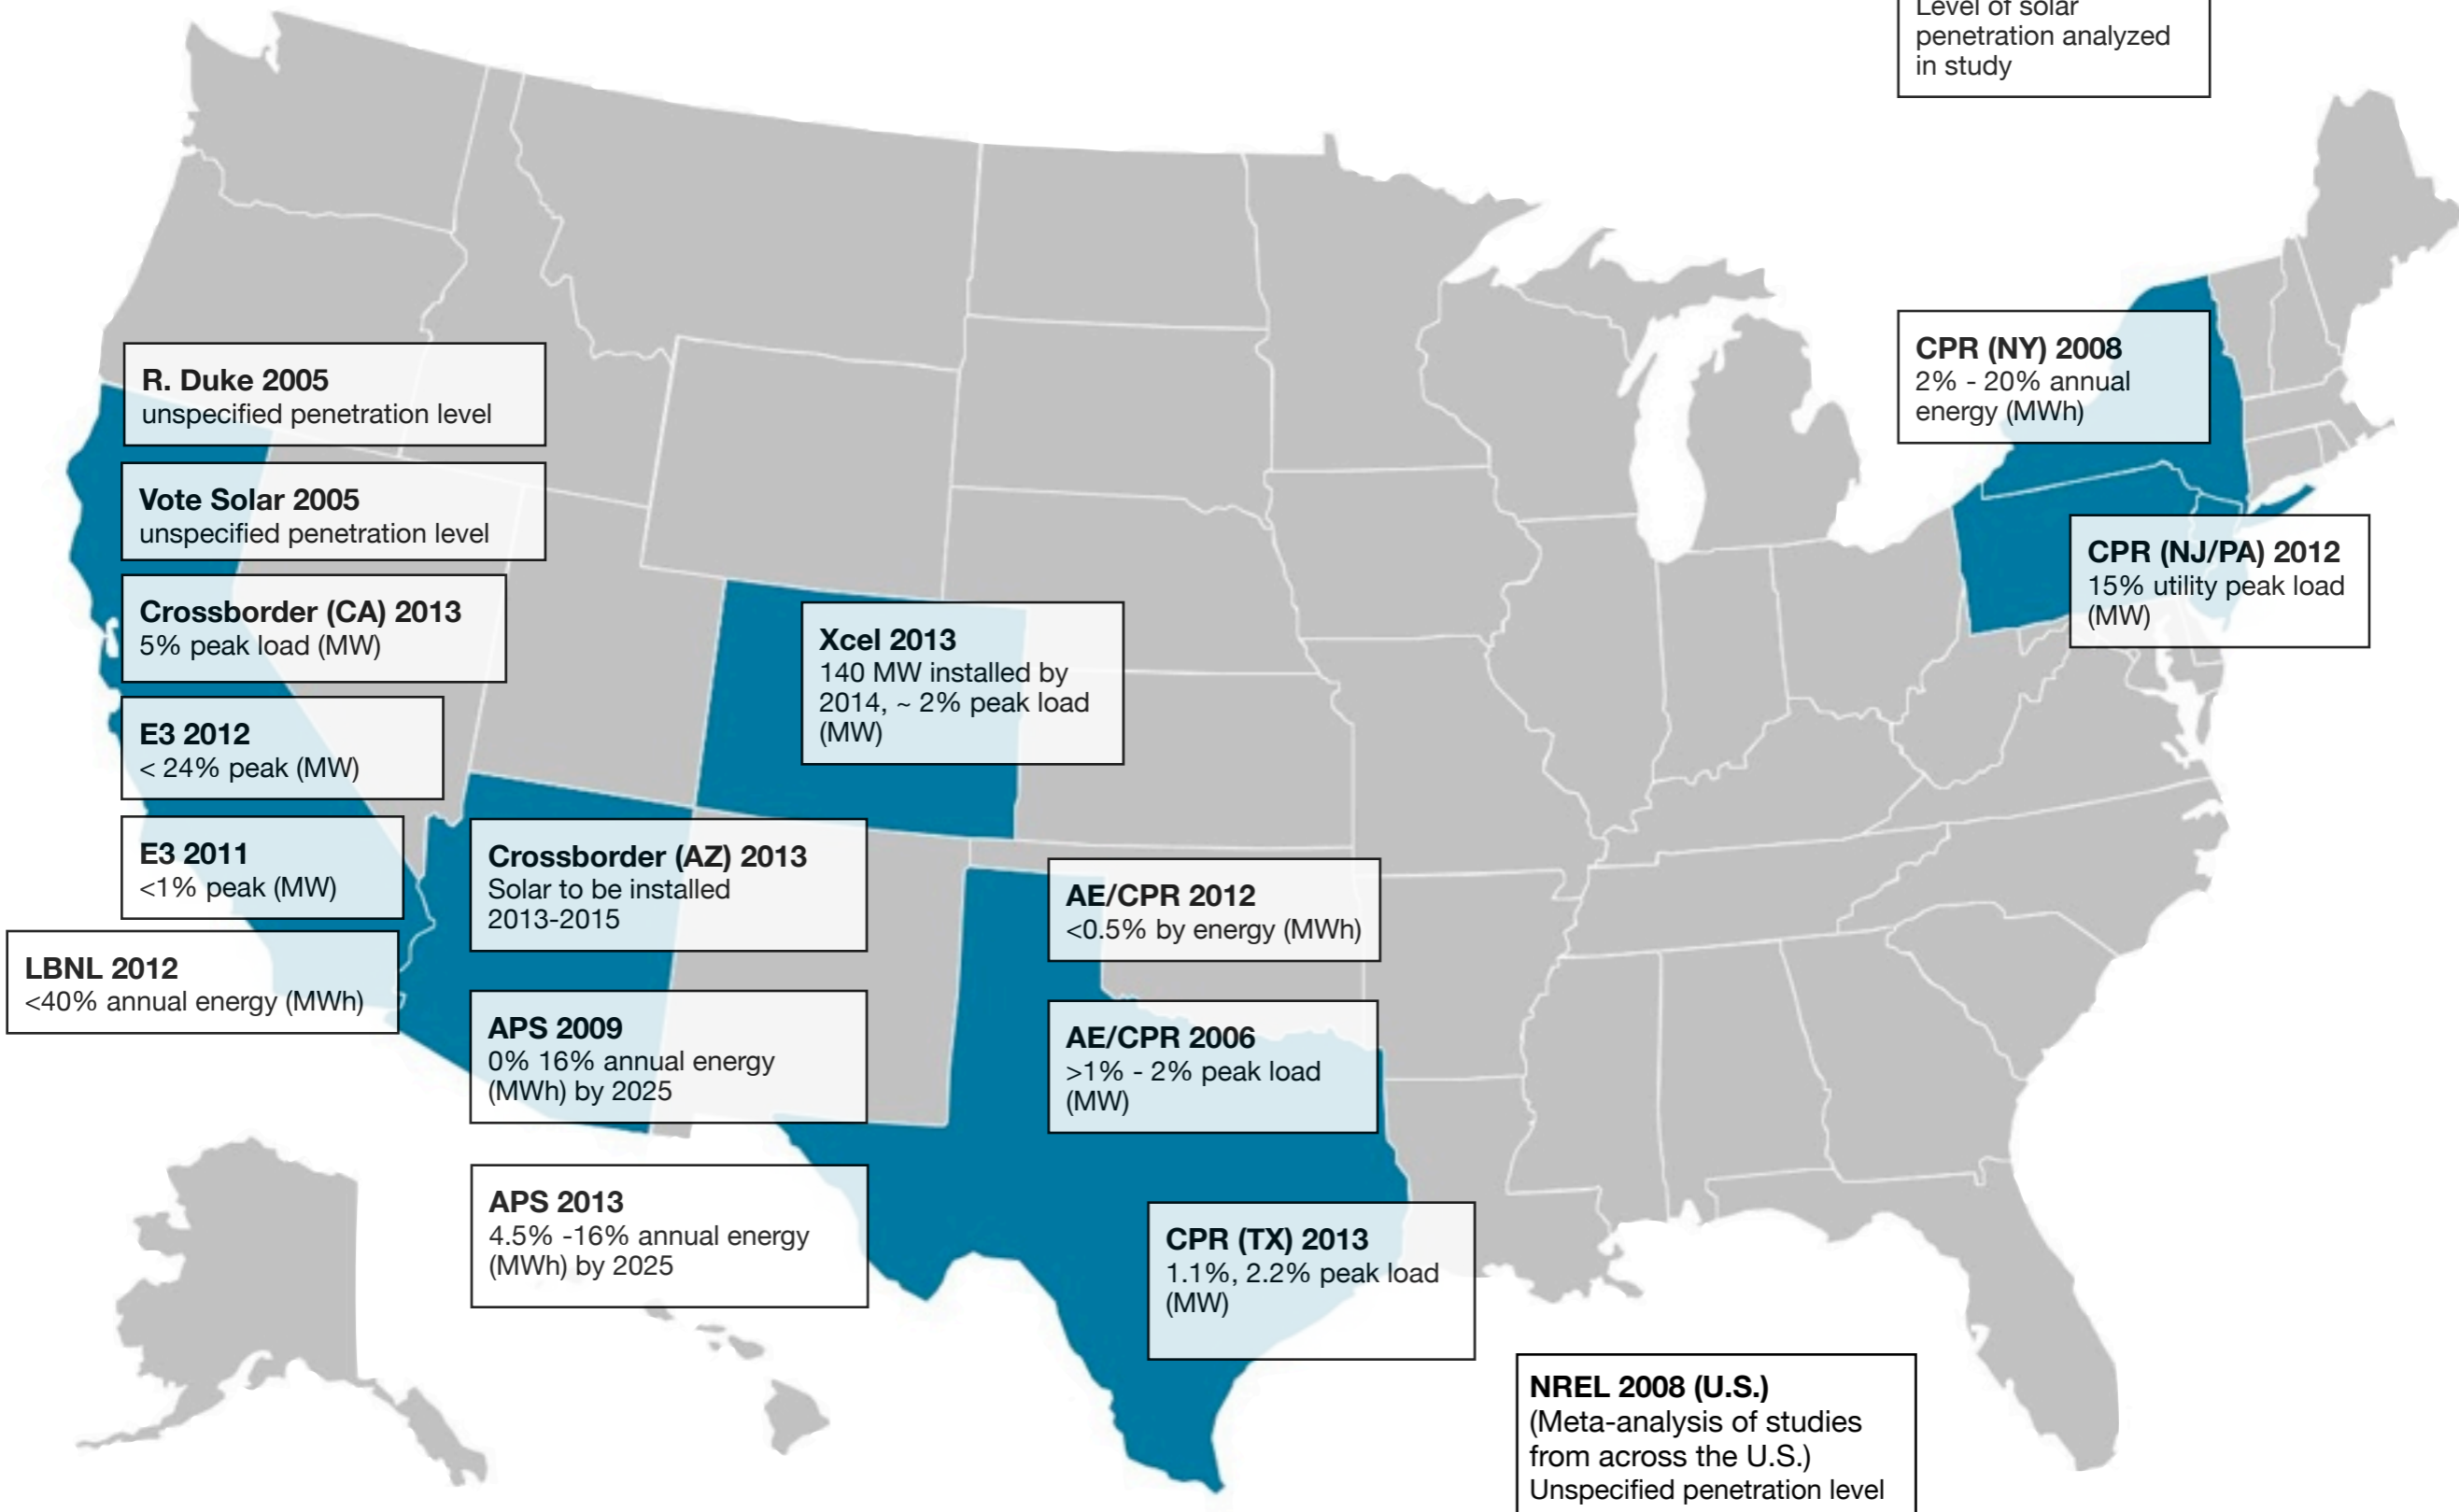 Level of solar
penetration analyzed
in study
R. Duke 2005
unspecified penetration level
Vote Solar 2005
unspecified penetration level
Crossborder (CA) 2013
5% peak load (MW)
E3 2012
< 24% peak (MW)
E3 2011
<1% peak (MW)
LBNL 2012
<40% annual energy (MWh)
Xcel 2013
140 MW installed by
2014, ~ 2% peak load
(MW)
Crossborder (AZ) 2013
Solar to be installed
2013-2015
APS 2009
0% 16% annual energy
(MWh) by 2025
APS 2013
4.5% -16% annual energy
(MWh) by 2025
AE/CPR 2012
<0.5% by energy (MWh)
AE/CPR 2006
>1% - 2% peak load
(MW)
CPR (TX) 2013
1.1%, 2.2% peak load
(MW)
CPR (NY) 2008
2% - 20% annual
energy (MWh)
CPR (NJ/PA) 2012
15% utility peak load
(MW)
NREL 2008 (U.S.)
(Meta-analysis of studies
from across the U.S.)
Unspecified penetration level